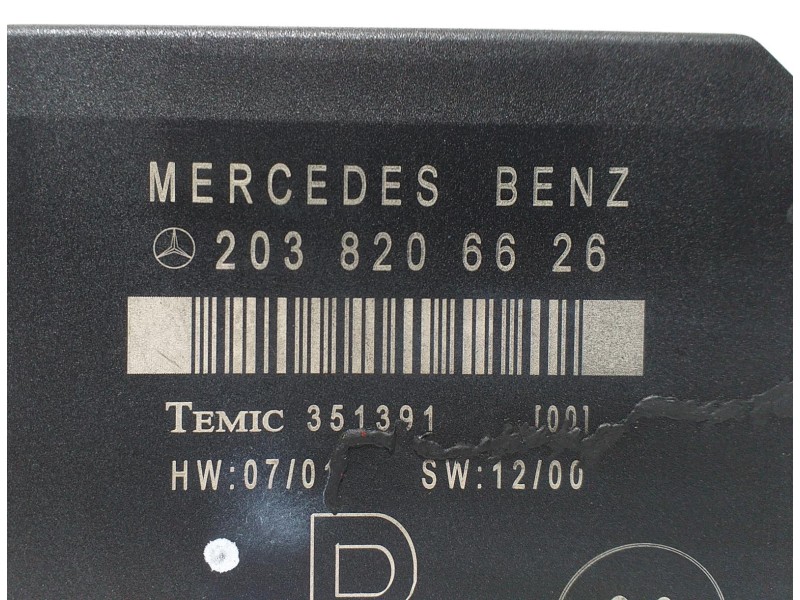 MERCEDES BENZ
203 820 66 26
TEMIC 351391 [00]
HW:07/01 SW:12/00